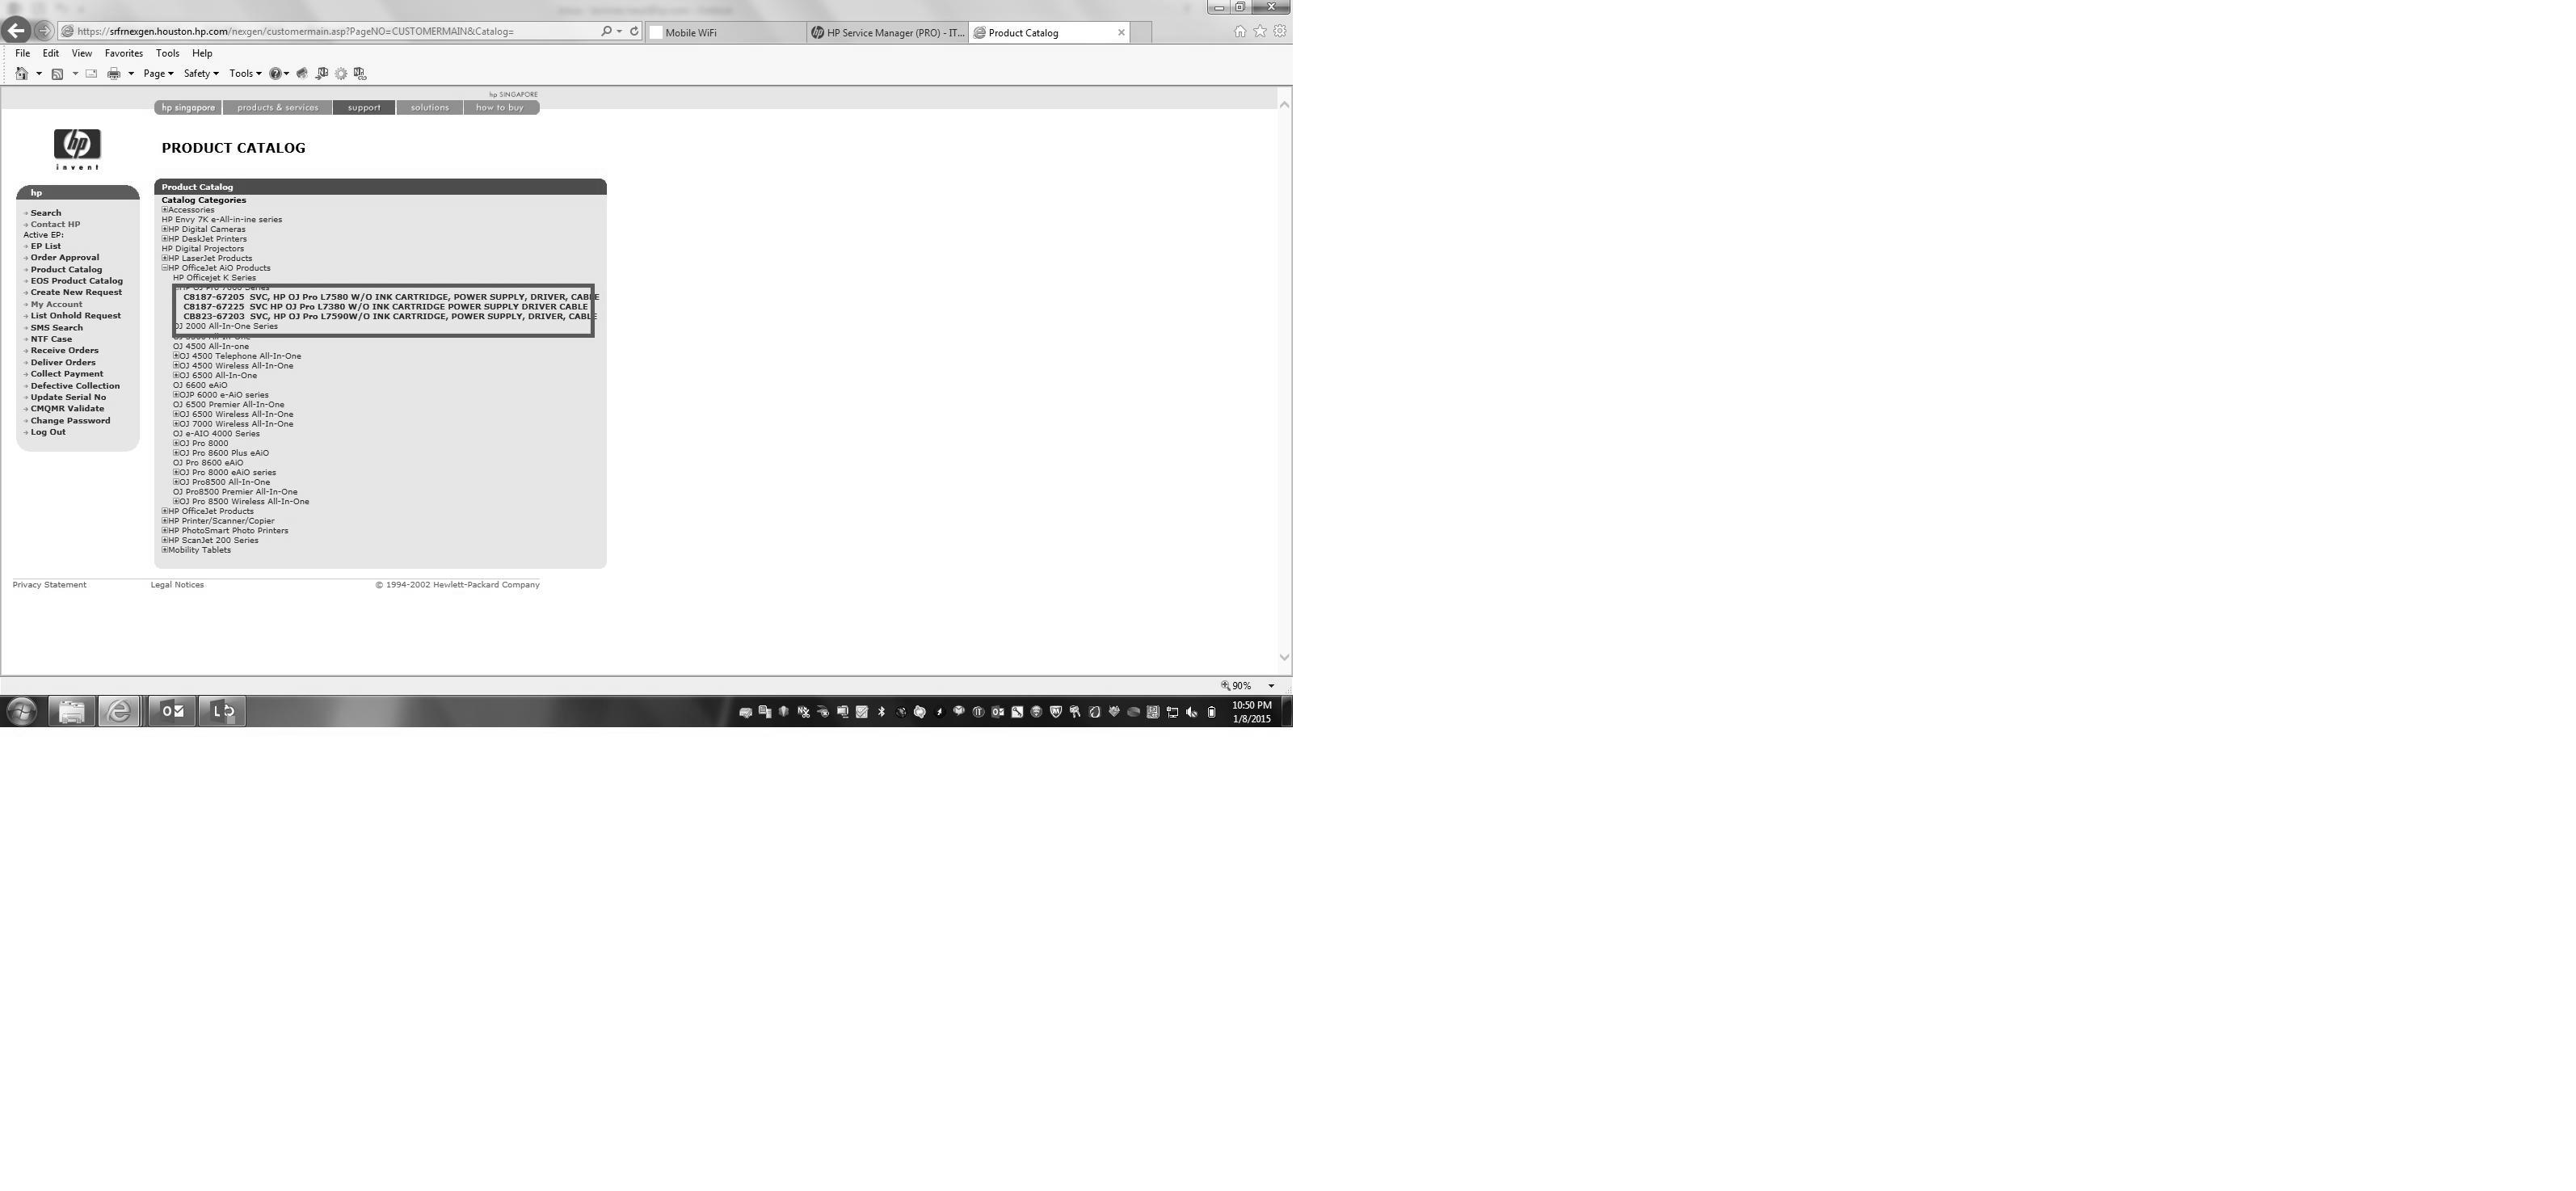 https://srfrnexgen.houston.hp.com/nexgen/customermain.asp?PageNO=CUSTOMERMAIN&Catalog=
Mobile WiFi
HP Service Manager (PRO) - IT...
Product Catalog
File Edit View Favorites Tools Help
Page Safety Tools
hp SINGAPORE
hp singapore products & services support solutions how to buy
hp
invent
PRODUCT CATALOG
hp
Search
Contact HP
Active EP:
EP List
Order Approval
Product Catalog
EOS Product Catalog
Create New Request
My Account
List Onhold Request
SMS Search
NTF Case
Receive Orders
Deliver Orders
Collect Payment
Defective Collection
Update Serial No
CMQMR Validate
Change Password
Log Out
Product Catalog
Catalog Categories
Accessories
HP Envy 7K e-All-in-ine series
HP Digital Cameras
HP DeskJet Printers
HP Digital Projectors
HP LaserJet Products
HP OfficeJet AiO Products
HP Officejet K Series
HP OJ Pro 7000 Series
C8187-67205 SVC, HP OJ Pro L7580 W/O INK CARTRIDGE, POWER SUPPLY, DRIVER, CABLE
C8187-67225 SVC HP OJ Pro L7380 W/O INK CARTRIDGE POWER SUPPLY DRIVER CABLE
CB823-67203 SVC, HP OJ Pro L7590W/O INK CARTRIDGE, POWER SUPPLY, DRIVER, CABLE
OJ 2000 All-In-One Series
All-In-One
OJ 4500 All-In-one
OJ 4500 Telephone All-In-One
OJ 4500 Wireless All-In-One
OJ 6500 All-In-One
OJ 6600 eAiO
OJP 6000 e-AiO series
OJ 6500 Premier All-In-One
OJ 6500 Wireless All-In-One
OJ 7000 Wireless All-In-One
OJ e-AIO 4000 Series
OJ Pro 8000
OJ Pro 8600 Plus eAiO
OJ Pro 8600 eAiO
OJ Pro 8000 eAiO series
OJ Pro8500 All-In-One
OJ Pro8500 Premier All-In-One
OJ Pro 8500 Wireless All-In-One
HP OfficeJet Products
HP Printer/Scanner/Copier
HP PhotoSmart Photo Printers
HP ScanJet 200 Series
Mobility Tablets
Privacy Statement Legal Notices © 1994-2002 Hewlett-Packard Company
90%
10:50 PM
1/8/2015